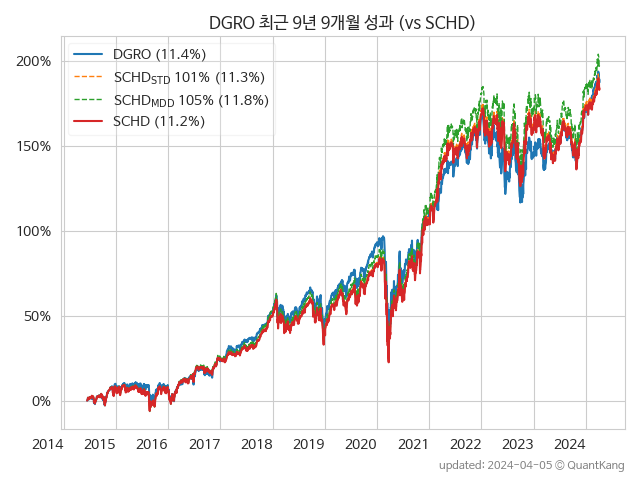 DGRO 최근 9년 9개월 성과 (vs SCHD)
DGRO (11.4%)
SCHD_STD 101% (11.3%)
SCHD_MDD 105% (11.8%)
SCHD (11.2%)
200%
150%
100%
50%
0%
2014 2015 2016 2017 2018 2019 2020 2021 2022 2023 2024
updated: 2024-04-05 © QuantKang